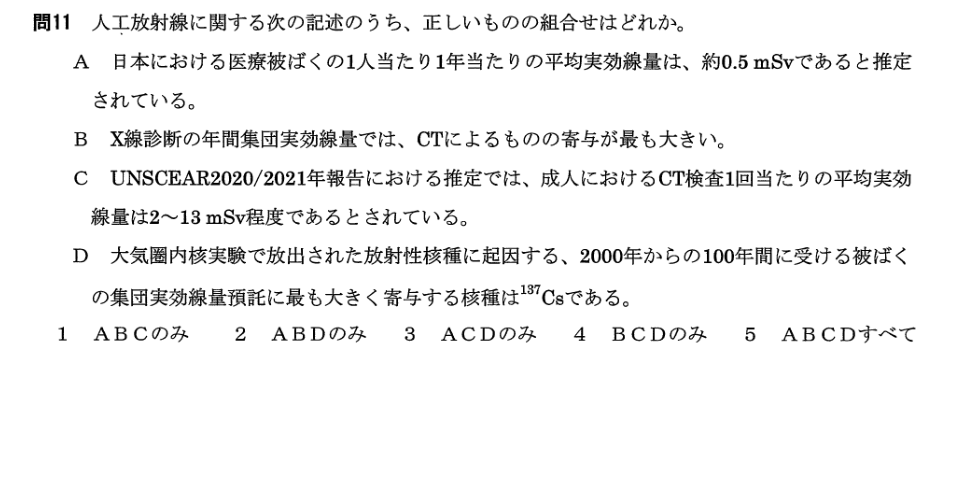 問11 人工放射線に関する次の記述のうち、正しいものの組合せはどれか。
A 日本における医療被ばくの1人当たり1年当たりの平均実効線量は、約0.5 mSvであると推定
されている。
B X線診断の年間集団実効線量では、CTによるものの寄与が最も大きい。
C UNSCEAR2020/2021年報告における推定では、成人におけるCT検査1回当たりの平均実効
線量は2〜13 mSv程度であるとされている。
D 大気圏内核実験で放出された放射性核種に起因する、2000年からの100年間に受ける被ばく
の集団実効線量預託に最も大きく寄与する核種は¹³⁷Csである。
1 ＡＢＣのみ 2 ＡＢＤのみ 3 ＡＣＤのみ 4 ＢＣＤのみ 5 ＡＢＣＤすべて